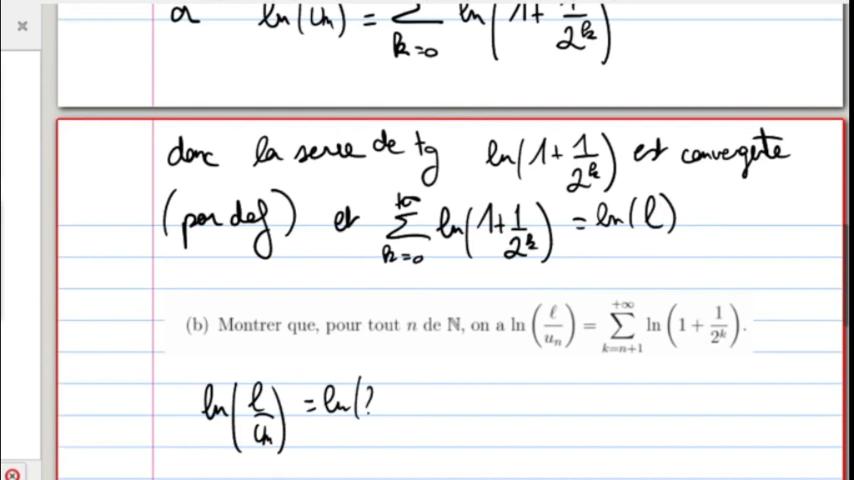 a ln(un) = ∑ k=0 ln(1 + 1/2^k)
donc la serie de tg ln(1 + 1/2^k) est convergente
(par def) et ∑ k=0 +∞ ln(1 + 1/2^k) = ln(l)
(b) Montrer que, pour tout n de ℕ, on a ln(ℓ/u_n) = ∑ k=n+1 +∞ ln(1 + 1/2^k).
ln(l/un) = ln(?